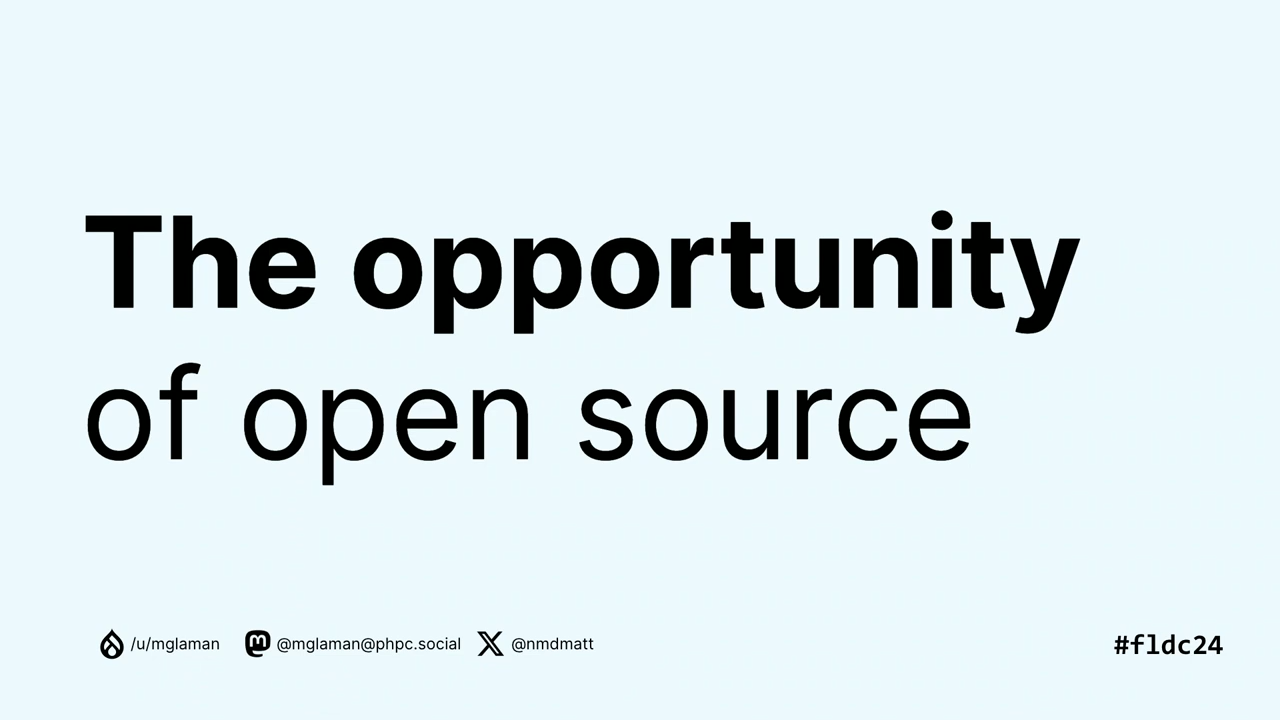 The opportunity
of open source
/u/mglaman @mglaman@phpc.social @nmdmatt #fldc24